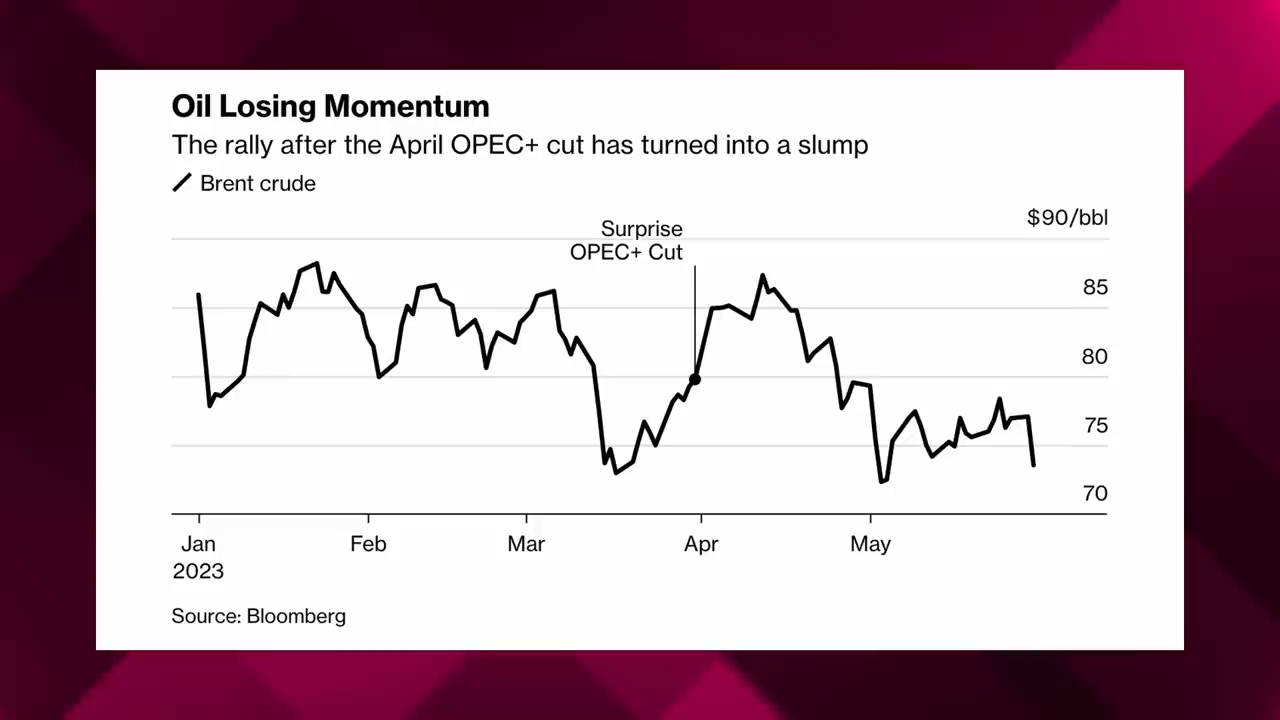 Oil Losing Momentum
The rally after the April OPEC+ cut has turned into a slump
Brent crude
$90/bbl
Surprise
OPEC+ Cut
85
80
75
70
Jan
Feb
Mar
Apr
May
2023
Source: Bloomberg